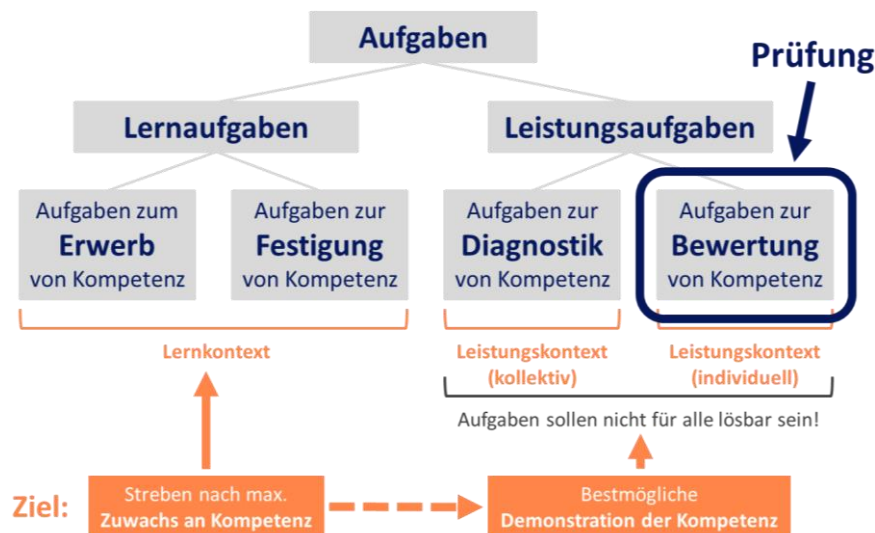 Aufgaben
Prüfung
Lernaufgaben
Leistungsaufgaben
Aufgaben zum
Erwerb
von Kompetenz
Aufgaben zur
Festigung
von Kompetenz
Aufgaben zur
Diagnostik
von Kompetenz
Aufgaben zur
Bewertung
von Kompetenz
Lernkontext
Leistungskontext
(kollektiv)
Leistungskontext
(individuell)
Aufgaben sollen nicht für alle lösbar sein!
Ziel:
Streben nach max.
Zuwachs an Kompetenz
Bestmögliche
Demonstration der Kompetenz